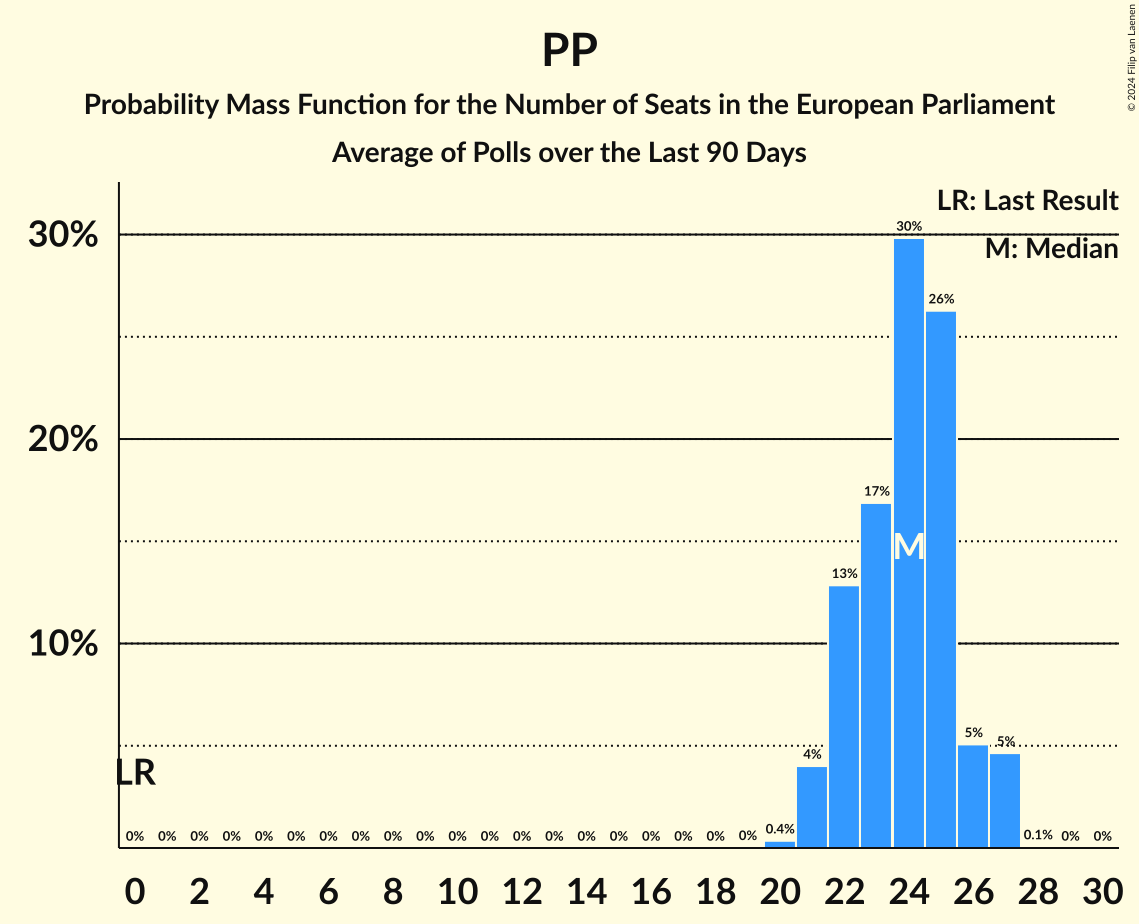 PP
Probability Mass Function for the Number of Seats in the European Parliament
Average of Polls over the Last 90 Days
© 2024 Filip van Laenen
LR: Last Result
M: Median
30%
20%
10%
30%
26%
17%
M
13%
4%
5%
5%
LR
0% 0% 0% 0% 0% 0% 0% 0% 0% 0% 0% 0% 0% 0% 0% 0% 0% 0% 0% 0% 0.4% 0.1% 0% 0%
0 2 4 6 8 10 12 14 16 18 20 22 24 26 28 30